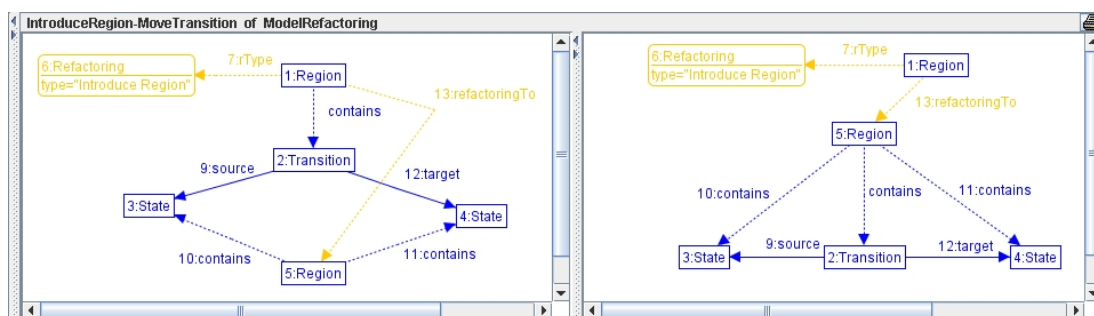 IntroduceRegion-MoveTransition of ModelRefactoring
6:Refactoring
type="Introduce Region"
7:rType
1:Region
13:refactoringTo
contains
2:Transition
9:source
12:target
3:State
4:State
10:contains
11:contains
5:Region
6:Refactoring
type="Introduce Region"
7:rType
1:Region
13:refactoringTo
5:Region
10:contains
contains
11:contains
9:source
12:target
3:State
2:Transition
4:State